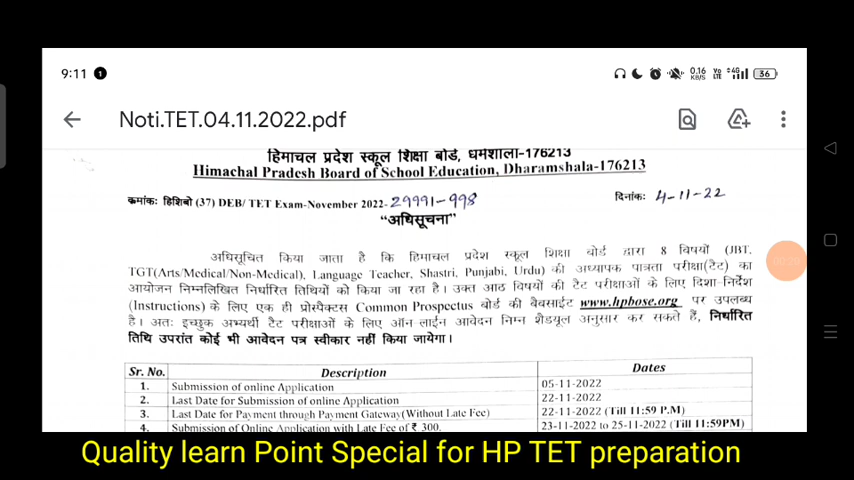 9:11 1
0.16 KB/S Vo LTE 4G 36
Noti.TET.04.11.2022.pdf
हिमाचल प्रदेश स्कूल शिक्षा बोर्ड, धर्मशाला-176213
Himachal Pradesh Board of School Education, Dharamshala-176213
क्रमांकः हिशिबो (37) DEB/ TET Exam-November 2022- 29991-998 दिनांकः 4-11-22
"अधिसूचना"
अधिसूचित किया जाता है कि हिमाचल प्रदेश स्कूल शिक्षा बोर्ड द्वारा 8 विषयों (JBT,
TGT(Arts/Medical/Non-Medical), Language Teacher, Shastri, Punjabi, Urdu) की अध्यापक पात्रता परीक्षा(टैट) का
आयोजन निम्नलिखित निर्धारित तिथियों को किया जा रहा है। उक्त आठ विषयों की टैट परीक्षाओं के लिए दिशा-निर्देश
(Instructions) के लिए एक ही प्रोस्पैक्टस Common Prospectus बोर्ड की वैबसाईट www.hpbose.org पर उपलब्ध
है। अतः इच्छुक अभ्यर्थी टैट परीक्षाओं के लिए ऑन-लाईन आवेदन निम्न शैडयूल अनुसार कर सकते हैं, निर्धारित
तिथि उपरांत कोई भी आवेदन पत्र स्वीकार नहीं किया जायेगा।
Sr. No. Description Dates
1. Submission of online Application 05-11-2022
2. Last Date for Submission of online Application 22-11-2022
3. Last Date for Payment through Payment Gateway(Without Late Fee) 22-11-2022 (Till 11:59 P.M)
4. Submission of Online Application with Late Fee of ₹ 300. 23-11-2022 to 25-11-2022 (Till 11:59PM)
Quality learn Point Special for HP TET preparation